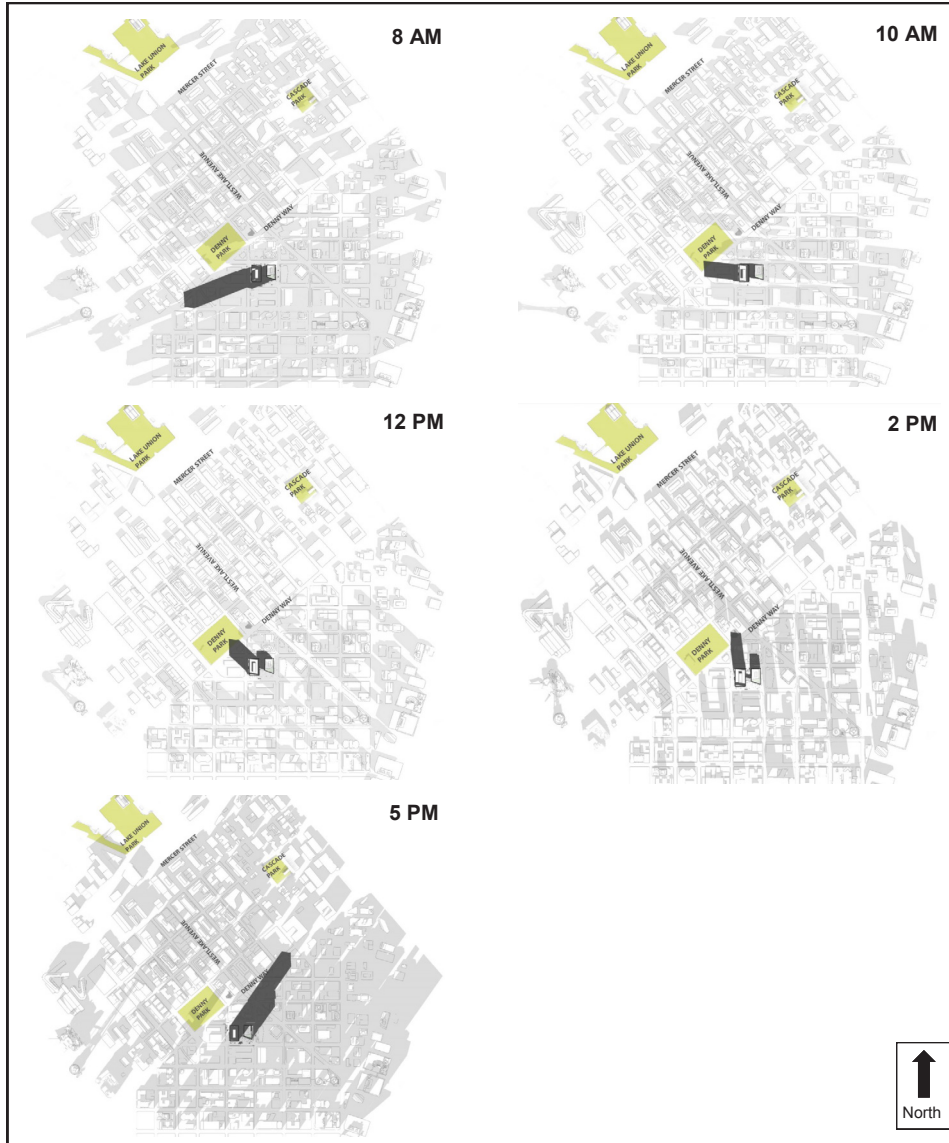 8 AM
LAKE UNION
PARK
MERCER STREET
CASCADE
PARK
WESTLAKE AVENUE
DENNY WAY
DENNY
PARK
10 AM
LAKE UNION
PARK
MERCER STREET
CASCADE
PARK
WESTLAKE AVENUE
DENNY WAY
DENNY
PARK
12 PM
LAKE UNION
PARK
MERCER STREET
CASCADE
PARK
WESTLAKE AVENUE
DENNY WAY
DENNY
PARK
2 PM
LAKE UNION
PARK
MERCER STREET
CASCADE
PARK
WESTLAKE AVENUE
DENNY WAY
DENNY
PARK
5 PM
LAKE UNION
PARK
MERCER STREET
CASCADE
PARK
WESTLAKE AVENUE
DENNY WAY
DENNY
PARK
North